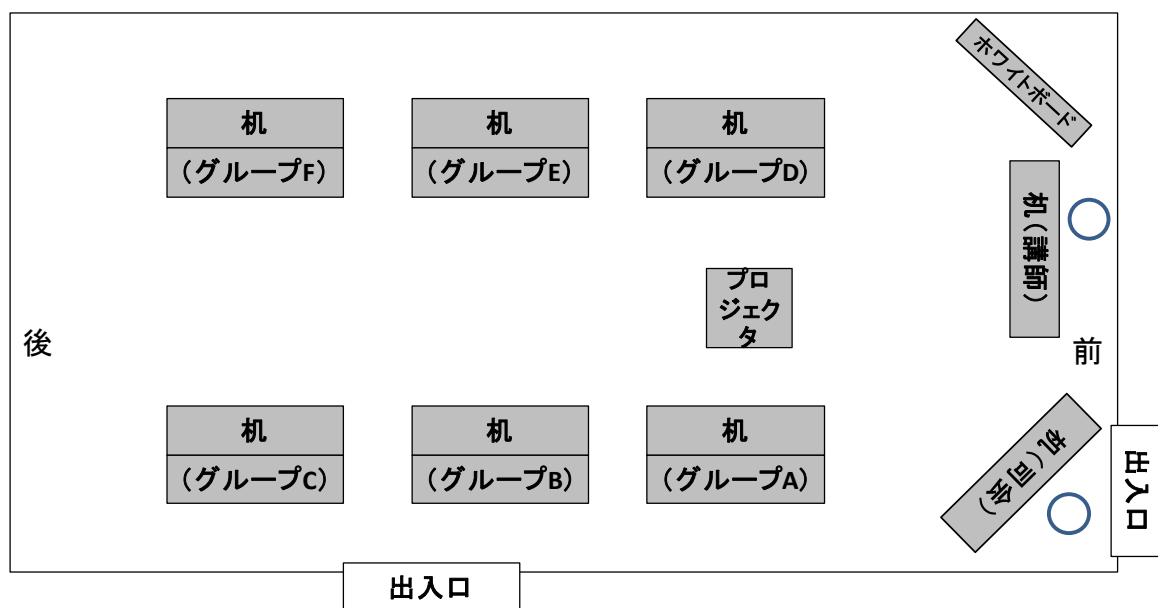 ホワイトボード
机
(グループF)
机
(グループE)
机
(グループD)
机(講師)
プロ
ジェク
タ
後
前
机
(グループC)
机
(グループB)
机
(グループA)
机(司会)
出入口
出入口